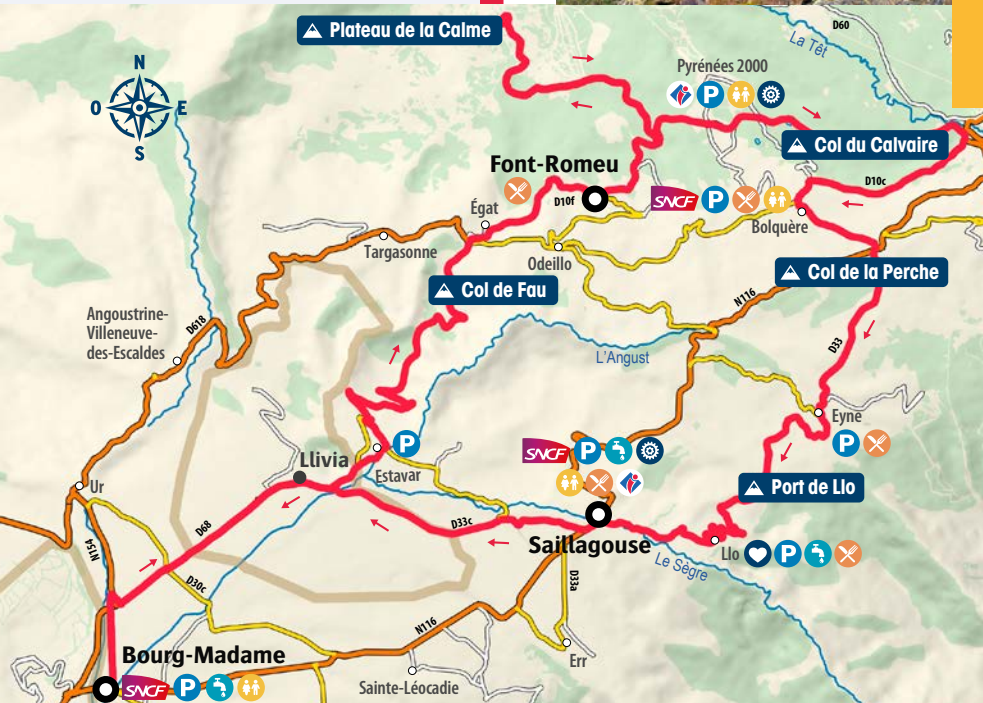 Plateau de la Calme
D60
La Têt
Pyrénées 2000
P
N
O
E
S
Col du Calvaire
Font-Romeu
D10f
D10c
SNCF
P
Égat
Bolquère
Targasonne
Odeillo
Col de la Perche
Col de Fau
N116
Angoustrine-
Villeneuve-
des-Escaldes
D618
L'Angust
D33
Eyne
P
P
Llivia
Estavar
SNCF
P
Port de Llo
Ur
D68
D33c
Saillagouse
Llo
P
N154
D30c
Le Sègre
D33a
N116
Err
Bourg-Madame
SNCF
P
Sainte-Léocadie